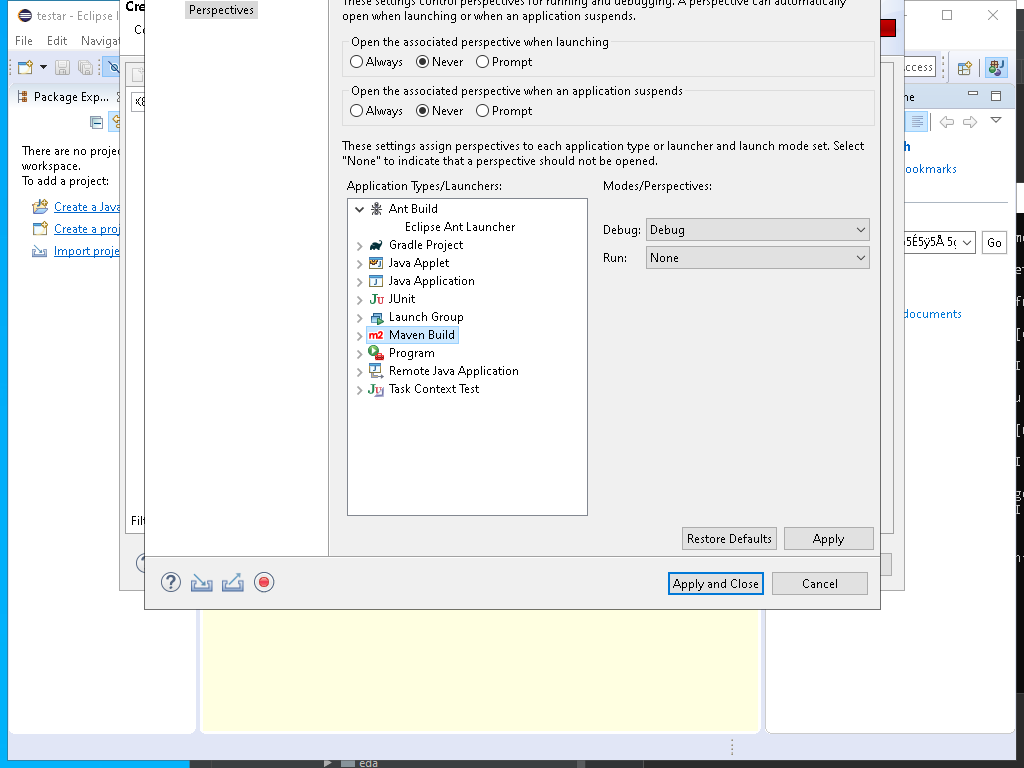 testar - Eclipse I
File Edit Naviga
Package Exp...
There are no proje
workspace.
To add a project:
Create a Java
Create a proj
Import proje
Cre
Filt
Perspectives
These settings control perspectives for running and debugging. A perspective can automatically
open when launching or when an application suspends.
Open the associated perspective when launching
Always Never Prompt
Open the associated perspective when an application suspends
Always Never Prompt
These settings assign perspectives to each application type or launcher and launch mode set. Select
"None" to indicate that a perspective should not be opened.
Application Types/Launchers:
Modes/Perspectives:
Ant Build
Eclipse Ant Launcher
Gradle Project
Java Applet
Java Application
JUnit
Launch Group
Maven Build
Program
Remote Java Application
Task Context Test
Debug: Debug
Run: None
Restore Defaults
Apply
Apply and Close
Cancel
ccess
ne
h
ookmarks
Go
documents
eda